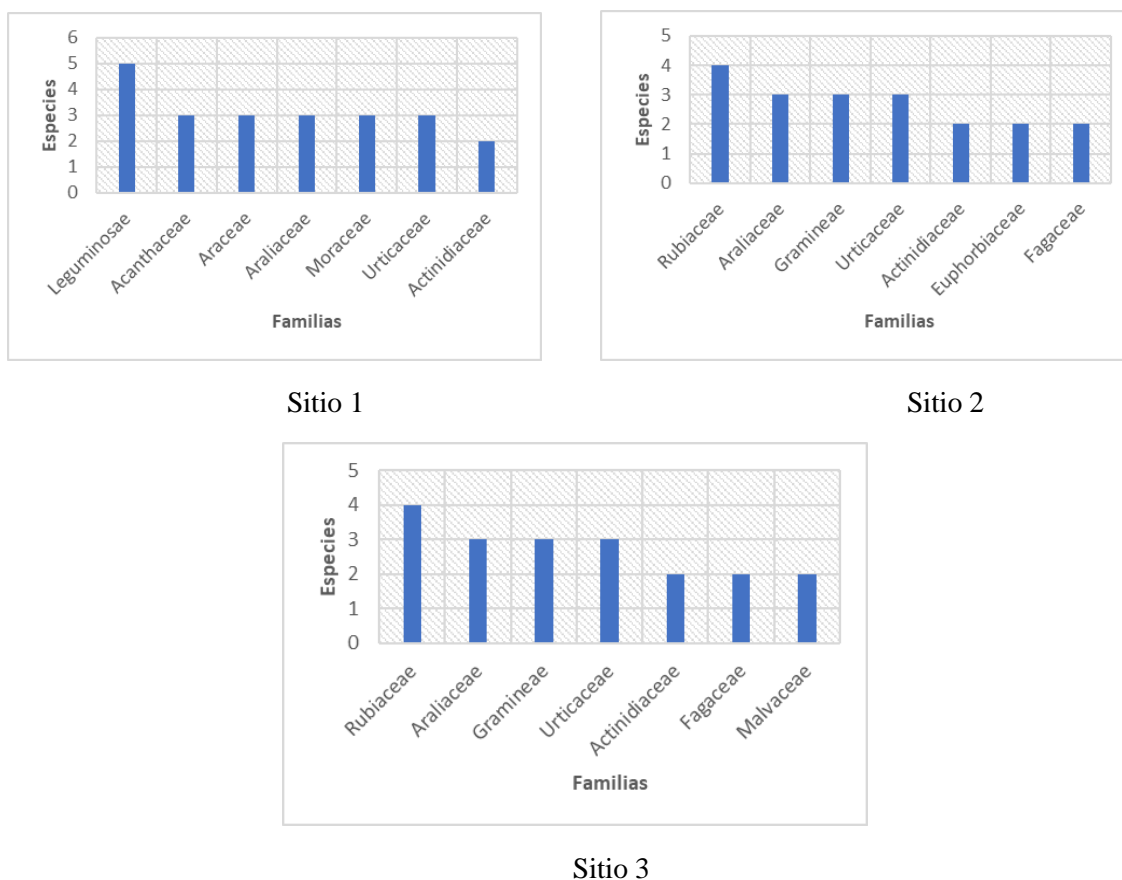 6
5
4
3
2
1
0
Especies
Leguminosae
Acanthaceae
Araceae
Araliaceae
Moraceae
Urticaceae
Actinidiaceae
Familias
Sitio 1
5
4
3
2
1
0
Especies
Rubiaceae
Araliaceae
Gramineae
Urticaceae
Actinidiaceae
Euphorbiaceae
Fagaceae
Familias
Sitio 2
5
4
3
2
1
0
Especies
Rubiaceae
Araliaceae
Gramineae
Urticaceae
Actinidiaceae
Fagaceae
Malvaceae
Familias
Sitio 3